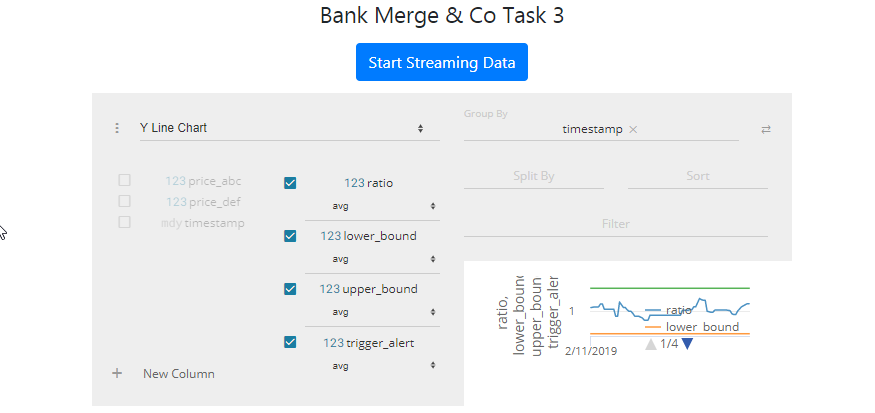 Bank Merge & Co Task 3
Start Streaming Data
Y Line Chart
Group By
timestamp ×
123 price_abc
123 price_def
mdy timestamp
123 ratio
avg
123 lower_bound
avg
123 upper_bound
avg
123 trigger_alert
avg
+ New Column
Split By
Sort
Filter
ratio,
lower_bound
upper_boun
trigger_aler
1
2/11/2019
ratio
lower_bound
1/4